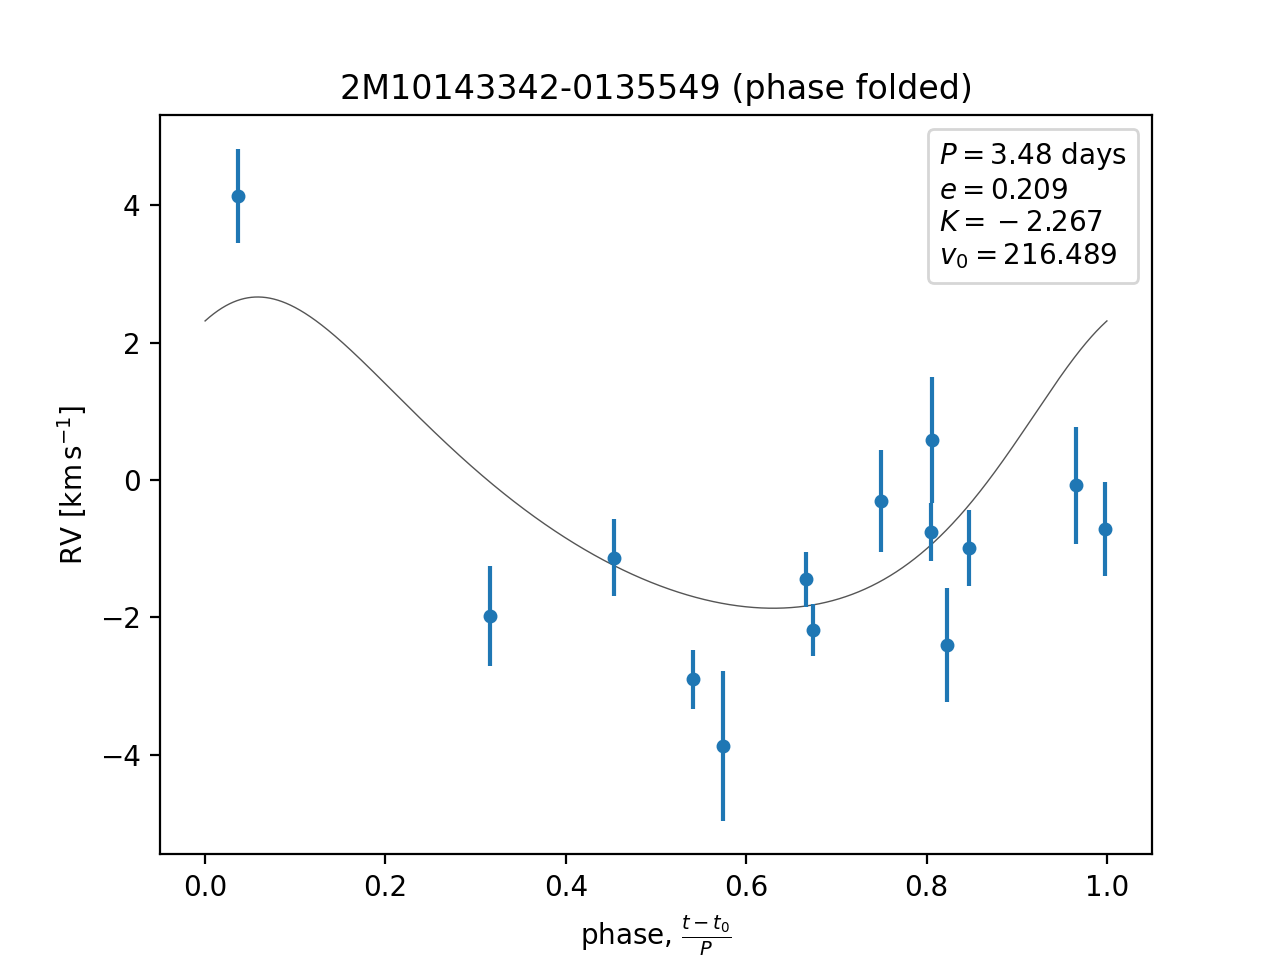 2M10143342-0135549 (phase folded)
P = 3.48 days
e = 0.209
K = −2.267
v₀ = 216.489
4
2
0
−2
−4
RV [km s⁻¹]
0.0 0.2 0.4 0.6 0.8 1.0
phase, (t − t₀)/P